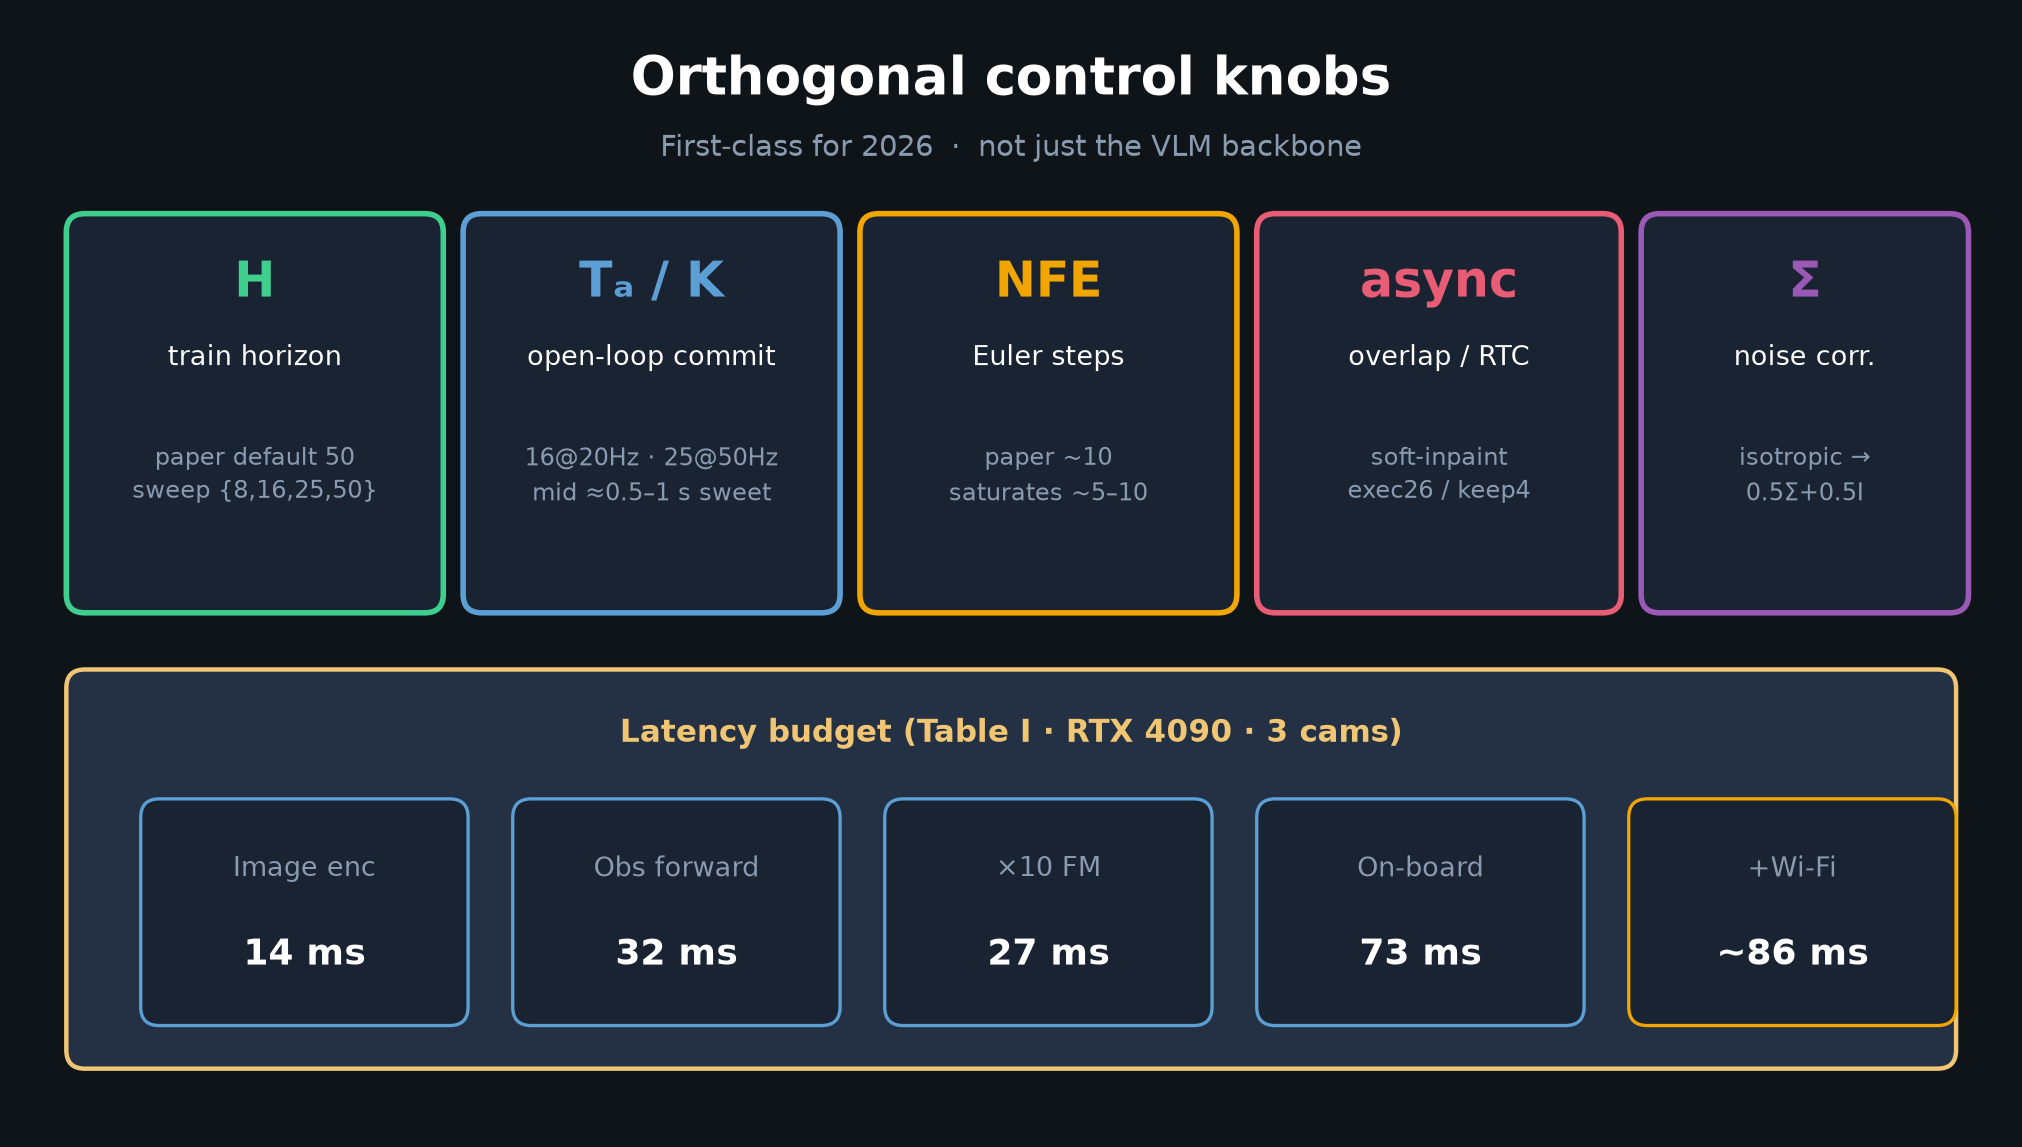 Orthogonal control knobs
First-class for 2026 · not just the VLM backbone
H
train horizon
paper default 50
sweep {8,16,25,50}
Tₐ / K
open-loop commit
16@20Hz · 25@50Hz
mid ≈0.5–1 s sweet
NFE
Euler steps
paper ~10
saturates ~5–10
async
overlap / RTC
soft-inpaint
exec26 / keep4
Σ
noise corr.
isotropic →
0.5Σ+0.5I
Latency budget (Table I · RTX 4090 · 3 cams)
Image enc
14 ms
Obs forward
32 ms
×10 FM
27 ms
On-board
73 ms
+Wi-Fi
~86 ms